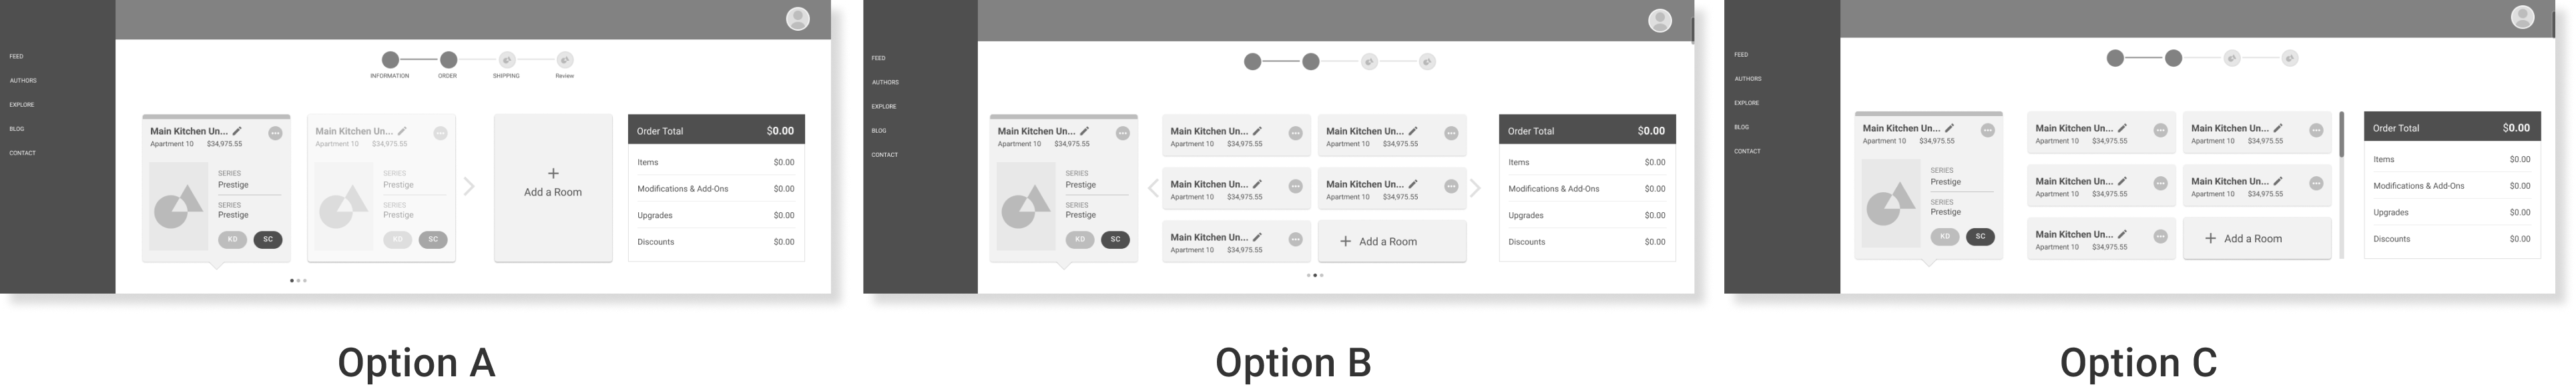 FEED
AUTHORS
EXPLORE
BLOG
CONTACT
INFORMATION
ORDER
SHIPPING
Review
Main Kitchen Un...
Apartment 10 $34,975.55
SERIES
Prestige
SERIES
Prestige
KD SC
Main Kitchen Un...
Apartment 10 $34,975.55
SERIES
Prestige
SERIES
Prestige
KD SC
+
Add a Room
Order Total $0.00
Items $0.00
Modifications & Add-Ons $0.00
Upgrades $0.00
Discounts $0.00
Option A
FEED
AUTHORS
EXPLORE
BLOG
CONTACT
Main Kitchen Un...
Apartment 10 $34,975.55
SERIES
Prestige
SERIES
Prestige
KD SC
Main Kitchen Un...
Apartment 10 $34,975.55
Main Kitchen Un...
Apartment 10 $34,975.55
Main Kitchen Un...
Apartment 10 $34,975.55
Main Kitchen Un...
Apartment 10 $34,975.55
Main Kitchen Un...
Apartment 10 $34,975.55
+ Add a Room
Order Total $0.00
Items $0.00
Modifications & Add-Ons $0.00
Upgrades $0.00
Discounts $0.00
Option B
FEED
AUTHORS
EXPLORE
BLOG
CONTACT
Main Kitchen Un...
Apartment 10 $34,975.55
SERIES
Prestige
SERIES
Prestige
KD SC
Main Kitchen Un...
Apartment 10 $34,975.55
Main Kitchen Un...
Apartment 10 $34,975.55
Main Kitchen Un...
Apartment 10 $34,975.55
Main Kitchen Un...
Apartment 10 $34,975.55
Main Kitchen Un...
Apartment 10 $34,975.55
+ Add a Room
Order Total $0.00
Items $0.00
Modifications & Add-Ons $0.00
Upgrades $0.00
Discounts $0.00
Option C